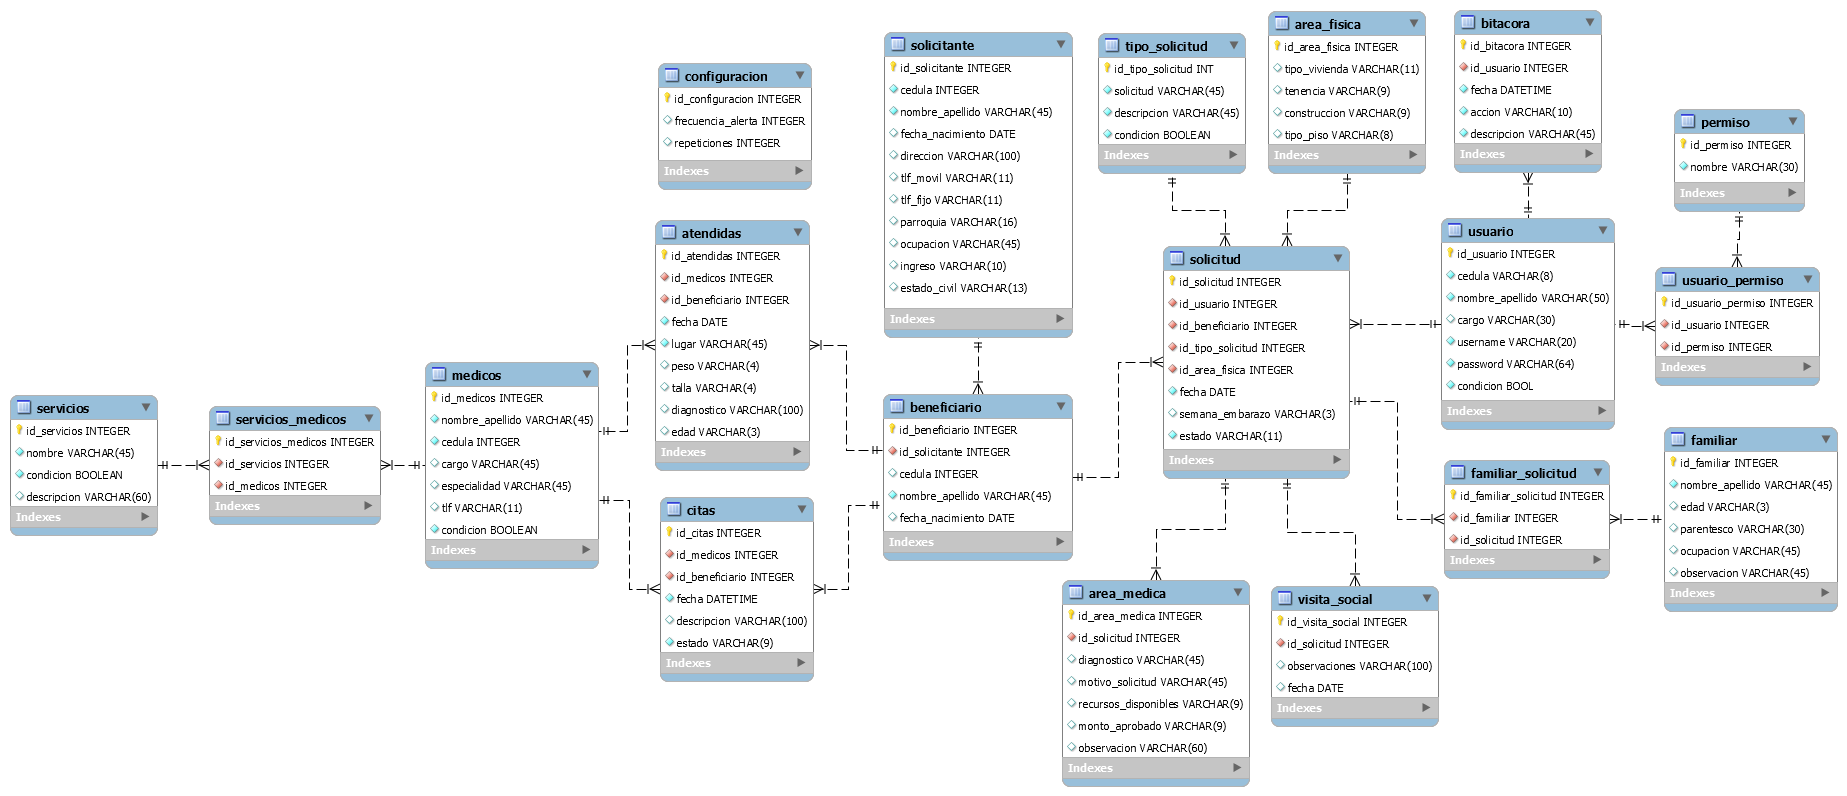 configuracion
id_configuracion INTEGER
frecuencia_alerta INTEGER
repeticiones INTEGER
Indexes
solicitante
id_solicitante INTEGER
cedula INTEGER
nombre_apellido VARCHAR(45)
fecha_nacimiento DATE
direccion VARCHAR(100)
tlf_movil VARCHAR(11)
tlf_fijo VARCHAR(11)
parroquia VARCHAR(16)
ocupacion VARCHAR(45)
ingreso VARCHAR(10)
estado_civil VARCHAR(13)
Indexes
tipo_solicitud
id_tipo_solicitud INT
solicitud VARCHAR(45)
descripcion VARCHAR(45)
condicion BOOLEAN
Indexes
area_fisica
id_area_fisica INTEGER
tipo_vivienda VARCHAR(11)
tenencia VARCHAR(9)
construccion VARCHAR(9)
tipo_piso VARCHAR(8)
Indexes
bitacora
id_bitacora INTEGER
id_usuario INTEGER
fecha DATETIME
accion VARCHAR(10)
descripcion VARCHAR(45)
Indexes
permiso
id_permiso INTEGER
nombre VARCHAR(30)
Indexes
atendidas
id_atendidas INTEGER
id_medicos INTEGER
id_beneficiario INTEGER
fecha DATE
lugar VARCHAR(45)
peso VARCHAR(4)
talla VARCHAR(4)
diagnostico VARCHAR(100)
edad VARCHAR(3)
Indexes
solicitud
id_solicitud INTEGER
id_usuario INTEGER
id_beneficiario INTEGER
id_tipo_solicitud INTEGER
id_area_fisica INTEGER
fecha DATE
semana_embarazo VARCHAR(3)
estado VARCHAR(11)
Indexes
usuario
id_usuario INTEGER
cedula VARCHAR(8)
nombre_apellido VARCHAR(50)
cargo VARCHAR(30)
username VARCHAR(20)
password VARCHAR(64)
condicion BOOL
Indexes
usuario_permiso
id_usuario_permiso INTEGER
id_usuario INTEGER
id_permiso INTEGER
Indexes
servicios
id_servicios INTEGER
nombre VARCHAR(45)
condicion BOOLEAN
descripcion VARCHAR(60)
Indexes
servicios_medicos
id_servicios_medicos INTEGER
id_servicios INTEGER
id_medicos INTEGER
Indexes
medicos
id_medicos INTEGER
nombre_apellido VARCHAR(45)
cedula INTEGER
cargo VARCHAR(45)
especialidad VARCHAR(45)
tlf VARCHAR(11)
condicion BOOLEAN
Indexes
citas
id_citas INTEGER
id_medicos INTEGER
id_beneficiario INTEGER
fecha DATETIME
descripcion VARCHAR(100)
estado VARCHAR(9)
Indexes
beneficiario
id_beneficiario INTEGER
id_solicitante INTEGER
cedula INTEGER
nombre_apellido VARCHAR(45)
fecha_nacimiento DATE
Indexes
area_medica
id_area_medica INTEGER
id_solicitud INTEGER
diagnostico VARCHAR(45)
motivo_solicitud VARCHAR(45)
recursos_disponibles VARCHAR(9)
monto_aprobado VARCHAR(9)
observacion VARCHAR(60)
Indexes
visita_social
id_visita_social INTEGER
id_solicitud INTEGER
observaciones VARCHAR(100)
fecha DATE
Indexes
familiar_solicitud
id_familiar_solicitud INTEGER
id_familiar INTEGER
id_solicitud INTEGER
Indexes
familiar
id_familiar INTEGER
nombre_apellido VARCHAR(45)
edad VARCHAR(3)
parentesco VARCHAR(30)
ocupacion VARCHAR(45)
observacion VARCHAR(45)
Indexes